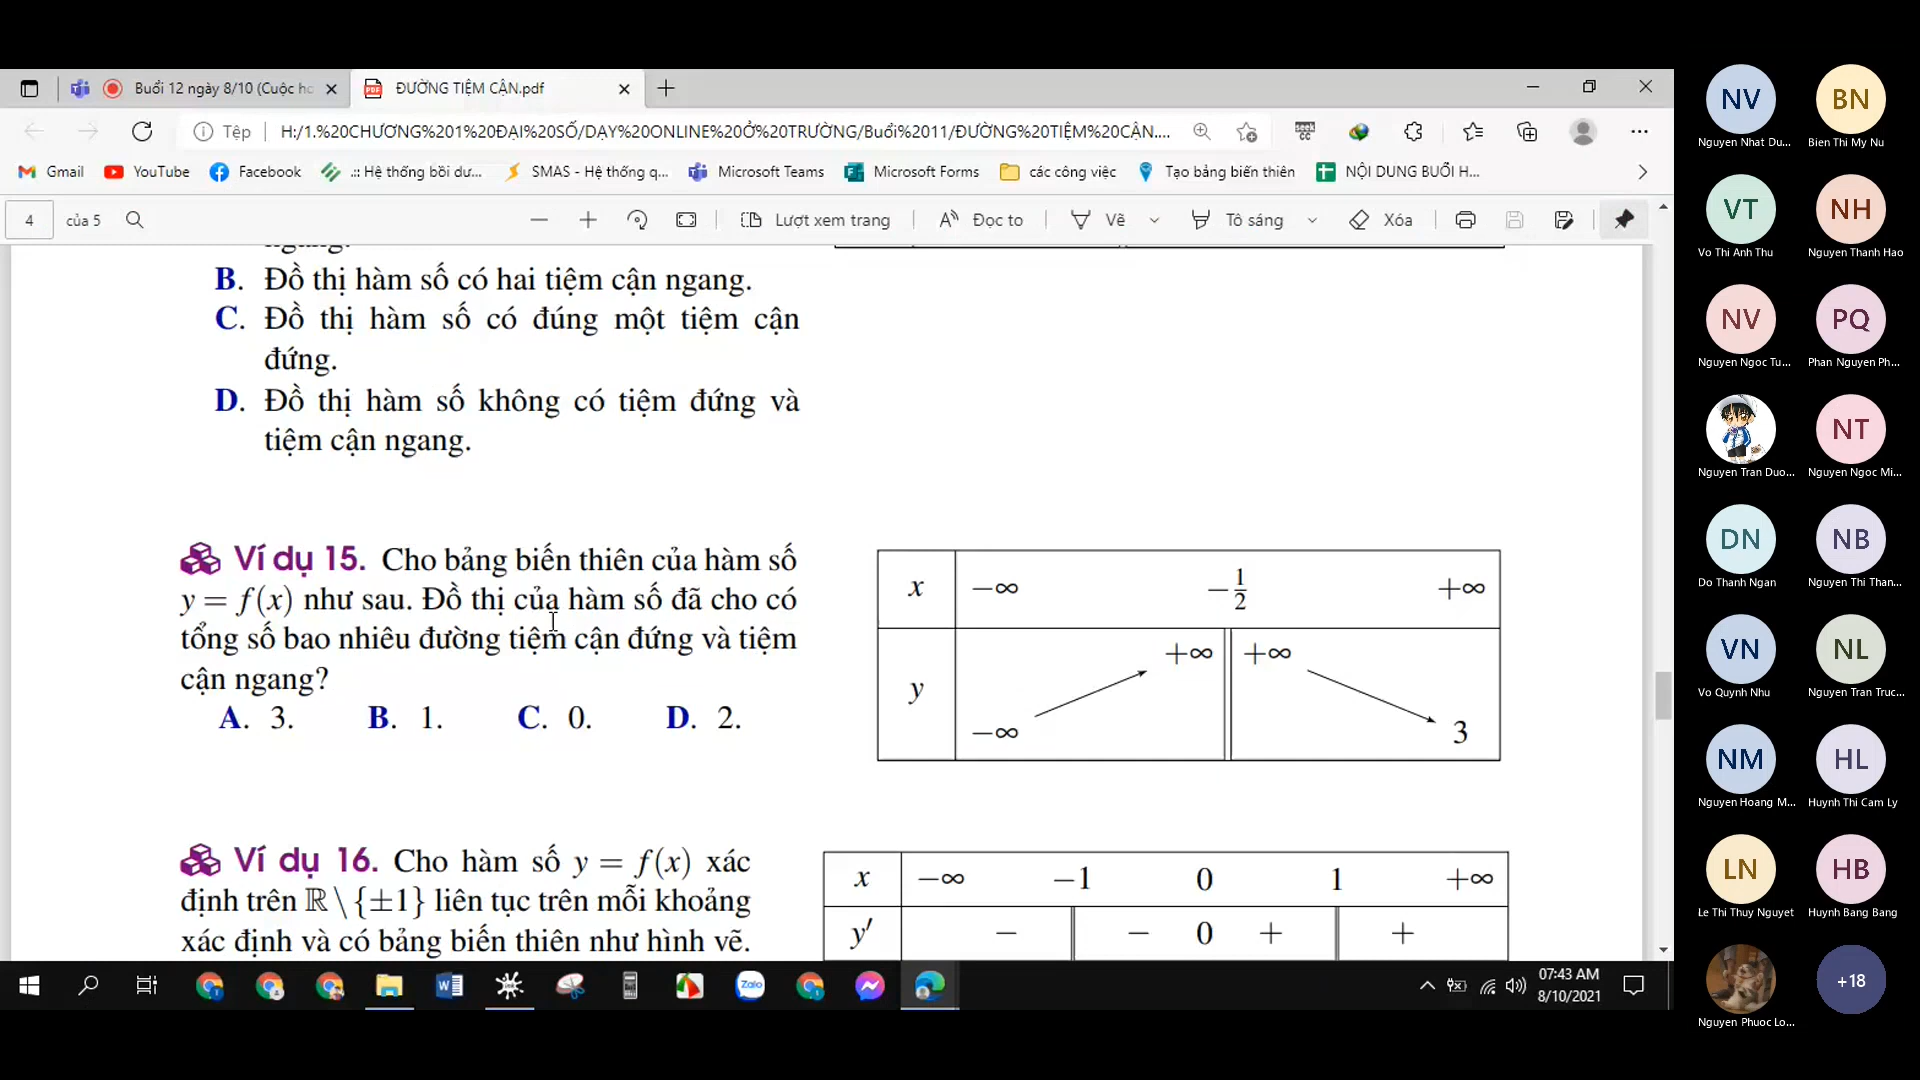 Buổi 12 ngày 8/10 (Cuộc họ
ĐƯỜNG TIỆM CẬN.pdf
Tệp
H:/1.%20CHƯƠNG%201%20ĐẠI%20SỐ/DẠY%20ONLINE%20Ở%20TRƯỜNG/Buổi%2011/ĐƯỜNG%20TIỆM%20CẬN....
Gmail YouTube Facebook .:: Hệ thống bồi dư... SMAS - Hệ thống q... Microsoft Teams Microsoft Forms các công việc Tạo bảng biến thiên NỘI DUNG BUỔI H...
4 của 5 Lượt xem trang Đọc to Vẽ Tô sáng Xóa
ngang.
B. Đồ thị hàm số có hai tiệm cận ngang.
C. Đồ thị hàm số có đúng một tiệm cận
đứng.
D. Đồ thị hàm số không có tiệm đứng và
tiệm cận ngang.
Ví dụ 15. Cho bảng biến thiên của hàm số
y = f(x) như sau. Đồ thị của hàm số đã cho có
tổng số bao nhiêu đường tiệm cận đứng và tiệm
cận ngang?
A. 3. B. 1. C. 0. D. 2.
x −∞ −1/2 +∞
y
+∞ +∞
−∞ 3
Ví dụ 16. Cho hàm số y = f(x) xác
định trên ℝ \ {±1} liên tục trên mỗi khoảng
xác định và có bảng biến thiên như hình vẽ.
x −∞ −1 0 1 +∞
y′ − − 0 + +
07:43 AM
8/10/2021
NV
Nguyen Nhat Du...
BN
Bien Thi My Nu
VT
Vo Thi Anh Thu
NH
Nguyen Thanh Hao
NV
Nguyen Ngoc Tu...
PQ
Phan Nguyen Ph...
Nguyen Tran Duo...
NT
Nguyen Ngoc Mi...
DN
Do Thanh Ngan
NB
Nguyen Thi Than...
VN
Vo Quynh Nhu
NL
Nguyen Tran Truc...
NM
Nguyen Hoang M...
HL
Huynh Thi Cam Ly
LN
Le Thi Thuy Nguyet
HB
Huynh Bang Bang
Nguyen Phuoc Lo...
+18